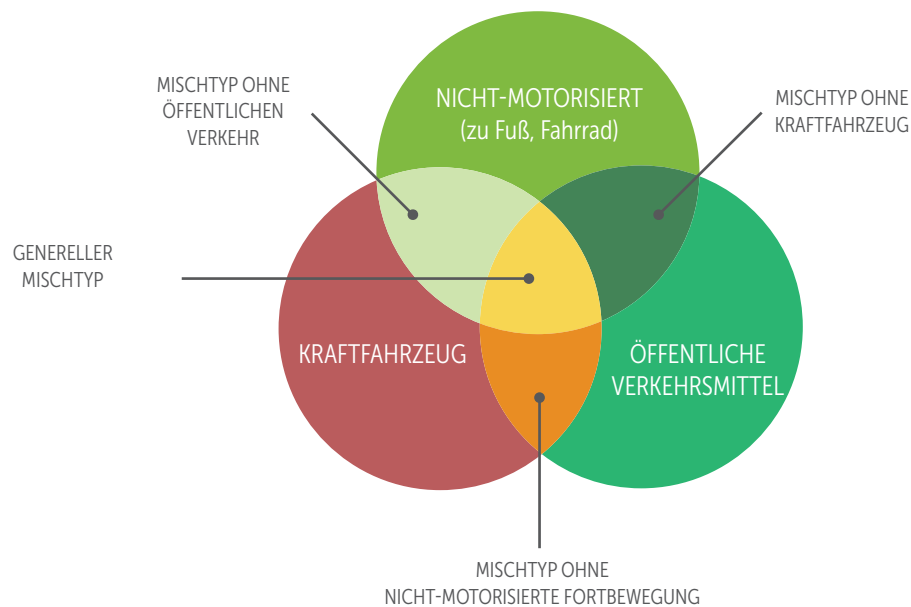 MISCHTYP OHNE
ÖFFENTLICHEN
VERKEHR
NICHT-MOTORISIERT
(zu Fuß, Fahrrad)
MISCHTYP OHNE
KRAFTFAHRZEUG
GENERELLER
MISCHTYP
KRAFTFAHRZEUG
ÖFFENTLICHE
VERKEHRSMITTEL
MISCHTYP OHNE
NICHT-MOTORISIERTE FORTBEWEGUNG